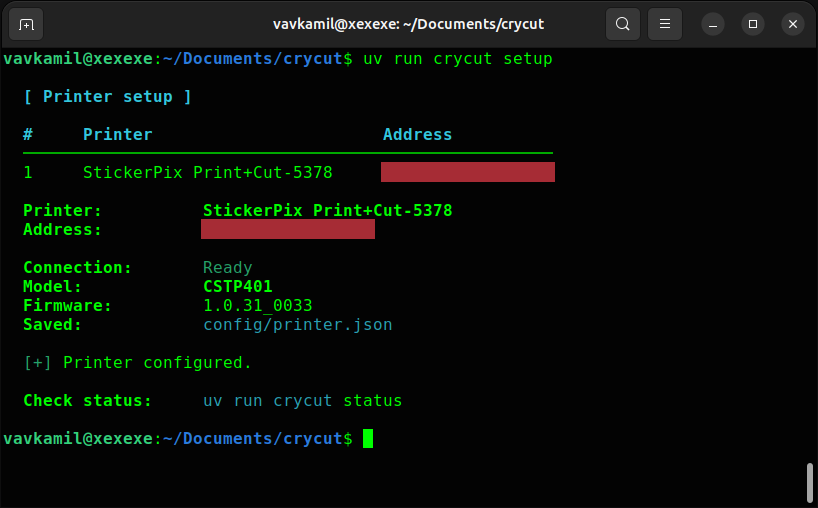 vavkamil@xexexe: ~/Documents/crycut
vavkamil@xexexe:~/Documents/crycut$ uv run crycut setup
[ Printer setup ]
# Printer Address
1 StickerPix Print+Cut-5378
Printer: StickerPix Print+Cut-5378
Address:
Connection: Ready
Model: CSTP401
Firmware: 1.0.31_0033
Saved: config/printer.json
[+] Printer configured.
Check status: uv run crycut status
vavkamil@xexexe:~/Documents/crycut$